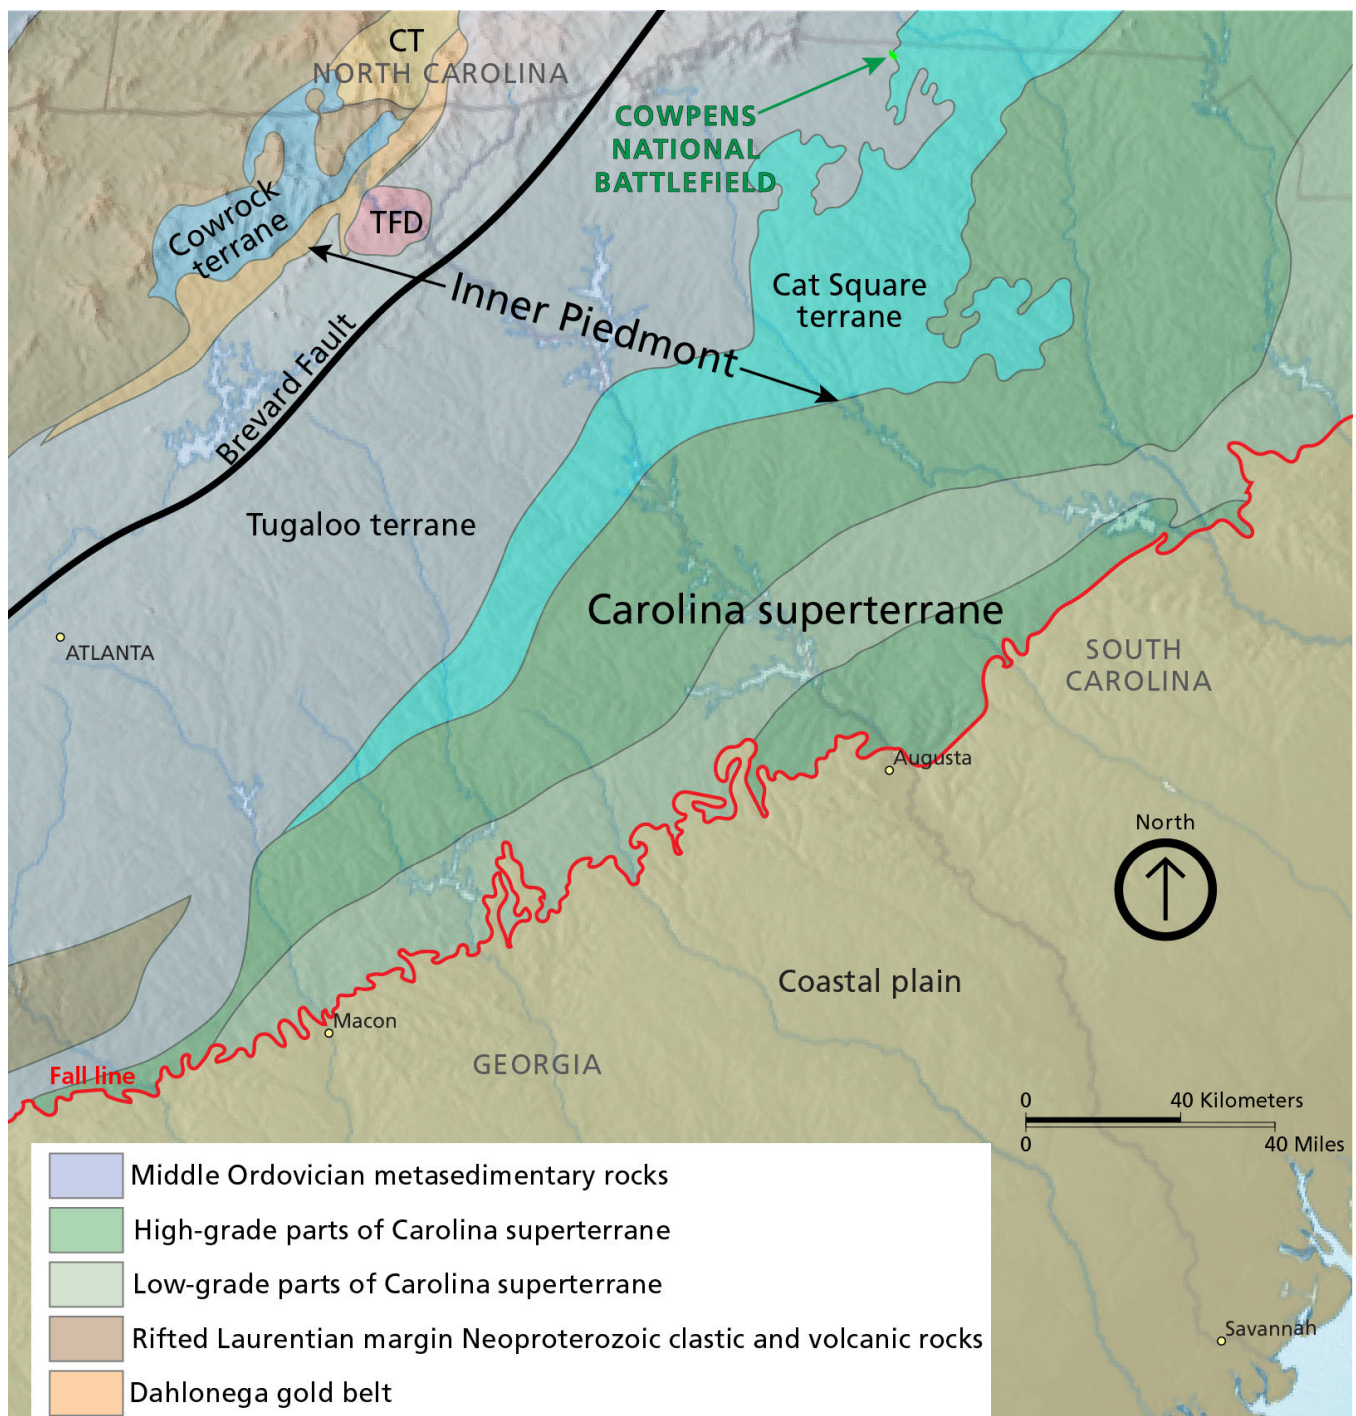 CT
NORTH CAROLINA
COWPENS
NATIONAL
BATTLEFIELD
Cowrock
terrane
TFD
Inner Piedmont
Cat Square
terrane
Brevard Fault
Tugaloo terrane
Carolina superterrane
ATLANTA
SOUTH
CAROLINA
Augusta
North
Coastal plain
Macon
GEORGIA
Fall line
0 40 Kilometers
0 40 Miles
Middle Ordovician metasedimentary rocks
High-grade parts of Carolina superterrane
Low-grade parts of Carolina superterrane
Rifted Laurentian margin Neoproterozoic clastic and volcanic rocks
Savannah
Dahlonega gold belt